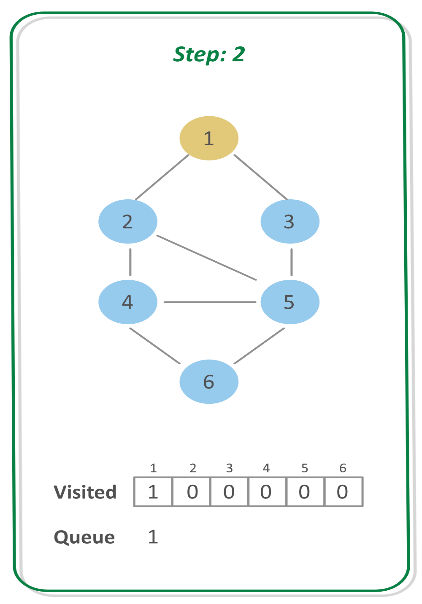 Step: 2
1
2 3
4 5
6
1 2 3 4 5 6
Visited 1 0 0 0 0 0
Queue 1